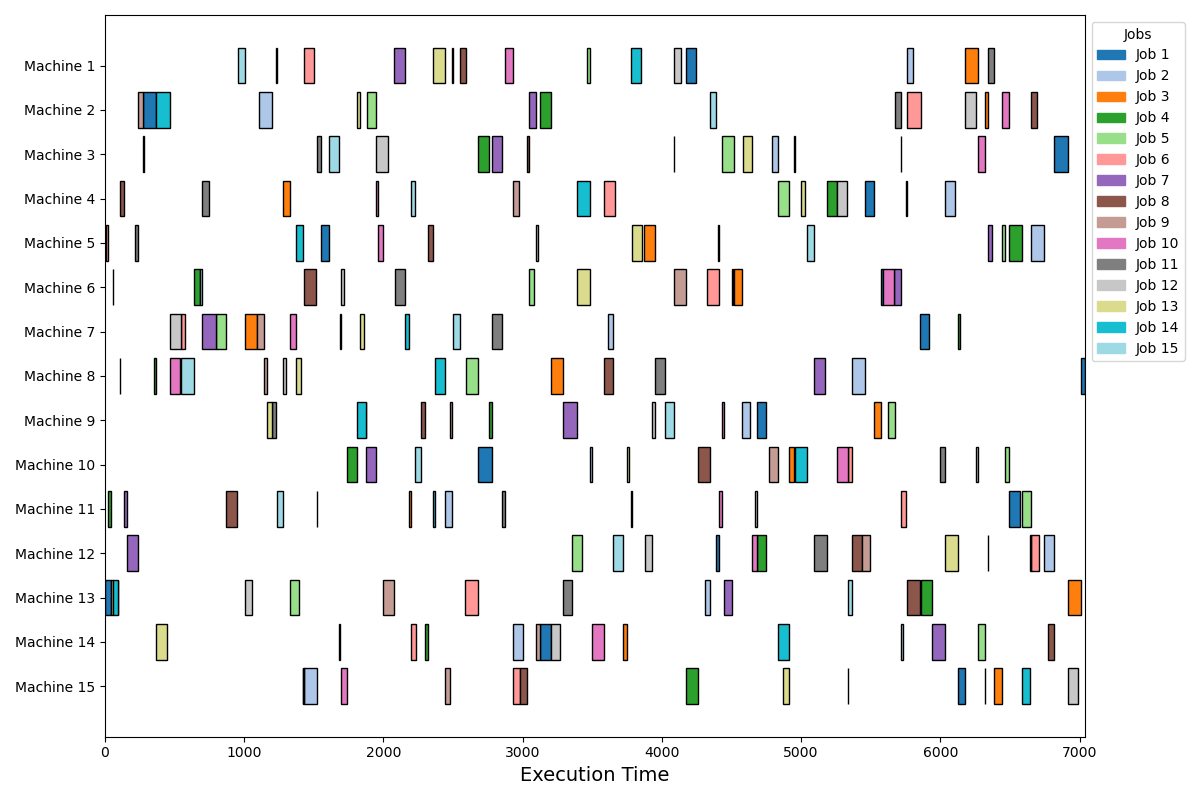 Machine 1
Machine 2
Machine 3
Machine 4
Machine 5
Machine 6
Machine 7
Machine 8
Machine 9
Machine 10
Machine 11
Machine 12
Machine 13
Machine 14
Machine 15
0 1000 2000 3000 4000 5000 6000 7000
Execution Time
Jobs
Job 1
Job 2
Job 3
Job 4
Job 5
Job 6
Job 7
Job 8
Job 9
Job 10
Job 11
Job 12
Job 13
Job 14
Job 15